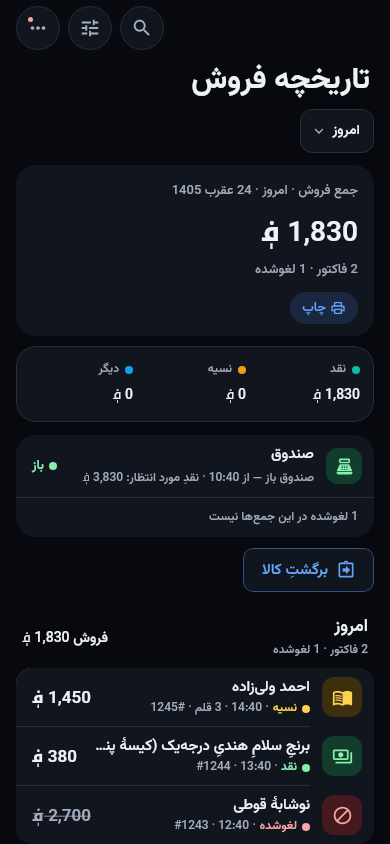 تاریخچه فروش
امروز
جمع فروش · امروز · 24 عقرب 1405
1,830 ؋
2 فاکتور · 1 لغوشده
چاپ
نقد
نسیه
دیگر
1,830 ؋
0 ؋
0 ؋
صندوق
صندوق باز — از 10:40 · نقدِ مورد انتظار: 3,830 ؋
باز
1 لغوشده در این جمع‌ها نیست
برگشتِ کالا
امروز
فروش 1,830 ؋
2 فاکتور · 1 لغوشده
احمد ولی‌زاده
نسیه · 14:40 · 3 قلم · #1245
1,450 ؋
برنجِ سلامِ هندیِ درجه‌یک (کیسهٔ پنـ…
نقد · 13:40 · #1244
380 ؋
نوشابهٔ قوطی
لغوشده · 12:40 · #1243
2,700 ؋